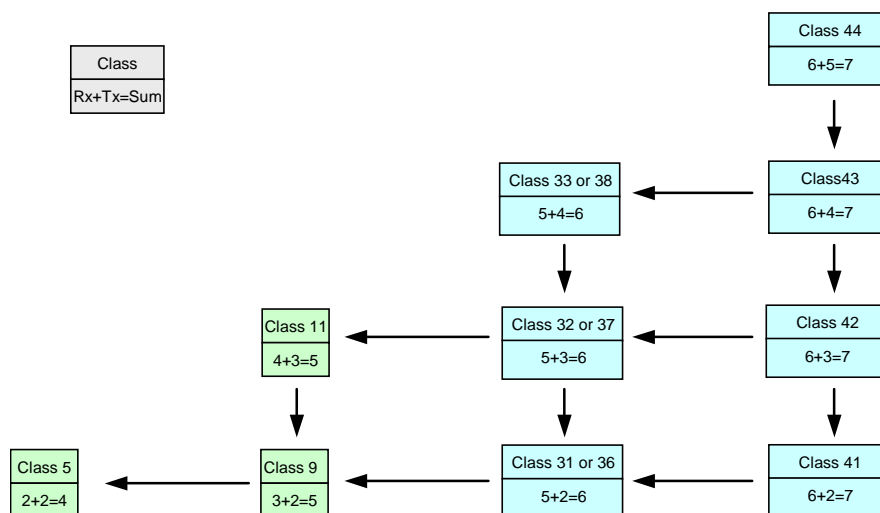 Class 44
6+5=7
Class
Rx+Tx=Sum
Class 33 or 38
5+4=6
Class43
6+4=7
Class 11
4+3=5
Class 32 or 37
5+3=6
Class 42
6+3=7
Class 5
2+2=4
Class 9
3+2=5
Class 31 or 36
5+2=6
Class 41
6+2=7